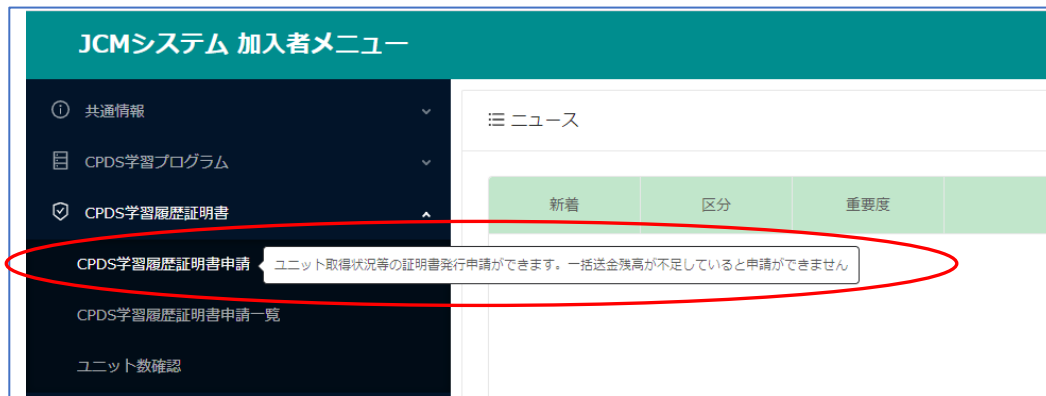 JCMシステム 加入者メニュー
共通情報
ニュース
CPDS学習プログラム
CPDS学習履歴証明書
新着 区分 重要度
CPDS学習履歴証明書申請
ユニット取得状況等の証明書発行申請ができます。一括送金残高が不足していると申請ができません
CPDS学習履歴証明書申請一覧
ユニット数確認